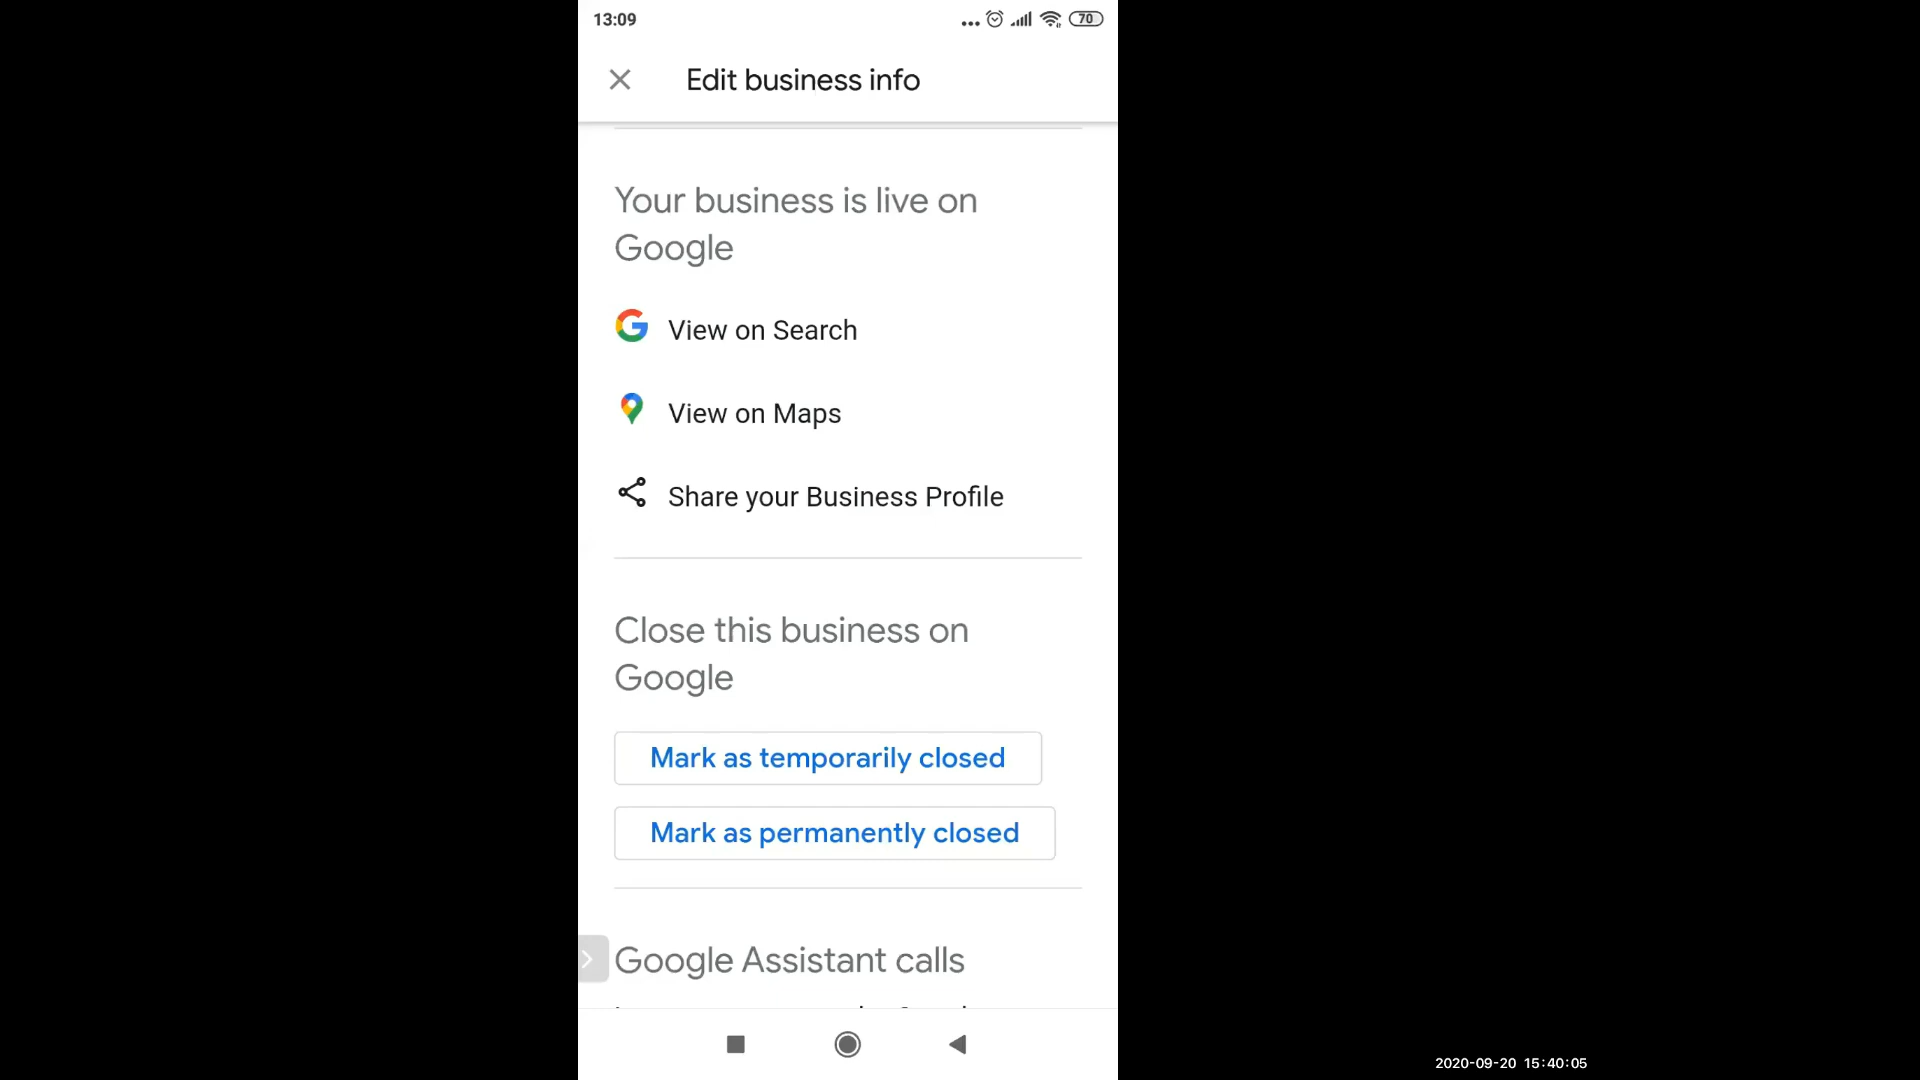 13:09
70
Edit business info
Your business is live on
Google
View on Search
View on Maps
Share your Business Profile
Close this business on
Google
Mark as temporarily closed
Mark as permanently closed
Google Assistant calls
2020-09-20 15:40:05